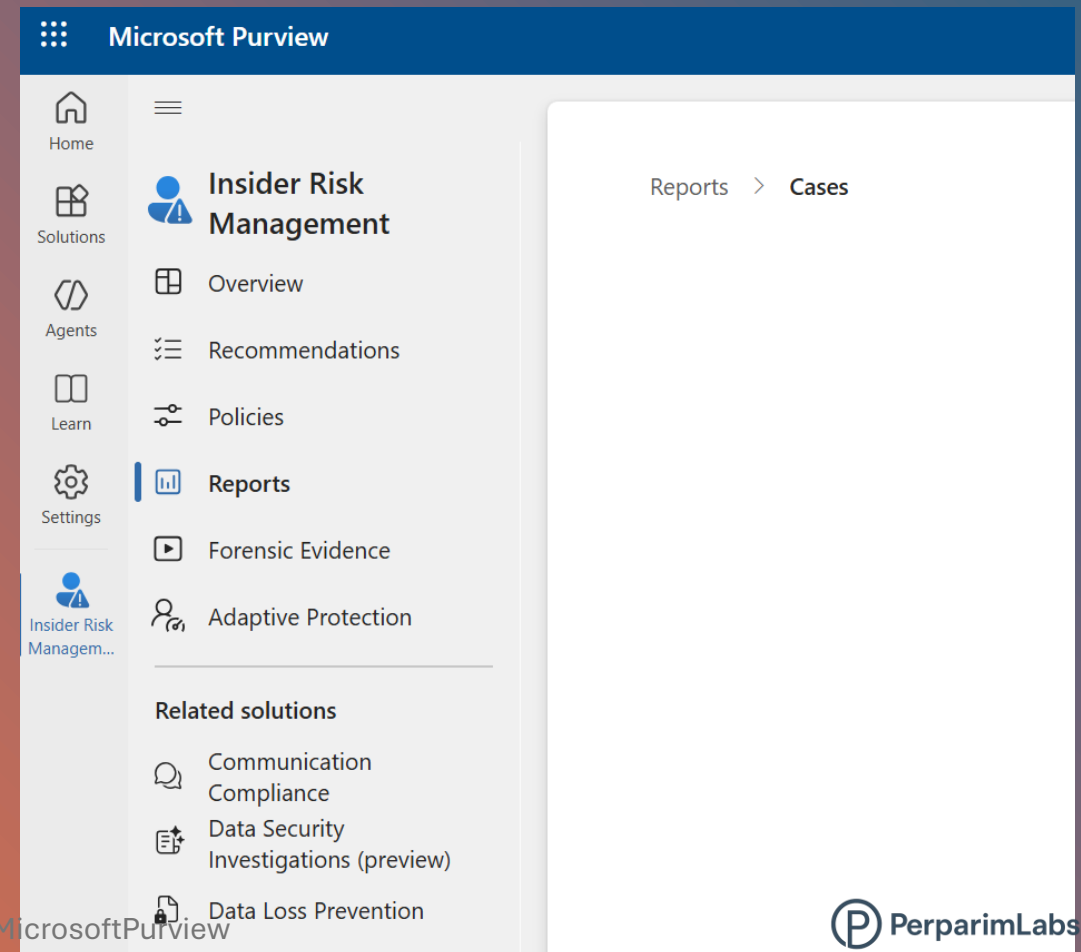 Microsoft Purview
Home
Solutions
Agents
Learn
Settings
Insider Risk
Managem...
Insider Risk
Management
Overview
Recommendations
Policies
Reports
Forensic Evidence
Adaptive Protection
Related solutions
Communication
Compliance
Data Security
Investigations (preview)
Data Loss Prevention
Reports > Cases
MicrosoftPurview
PerparimLabs